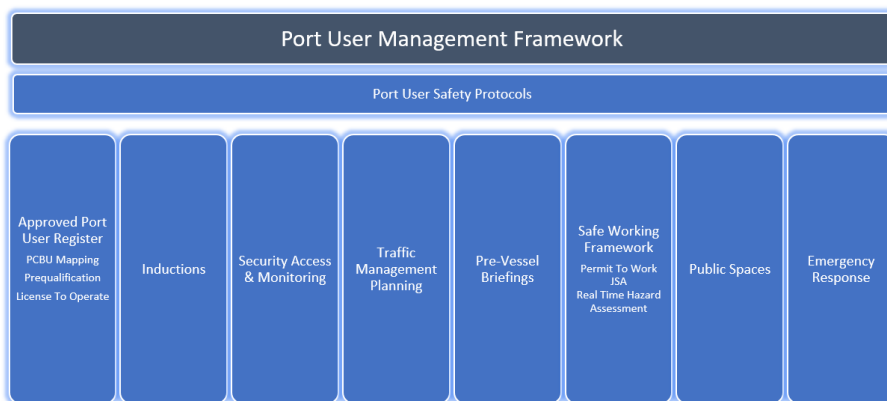 Port User Management Framework
Port User Safety Protocols
Approved Port
User Register
PCBU Mapping
Prequalification
License To Operate
Inductions
Security Access
& Monitoring
Traffic
Management
Planning
Pre-Vessel
Briefings
Safe Working
Framework
Permit To Work
JSA
Real Time Hazard
Assessment
Public Spaces
Emergency
Response